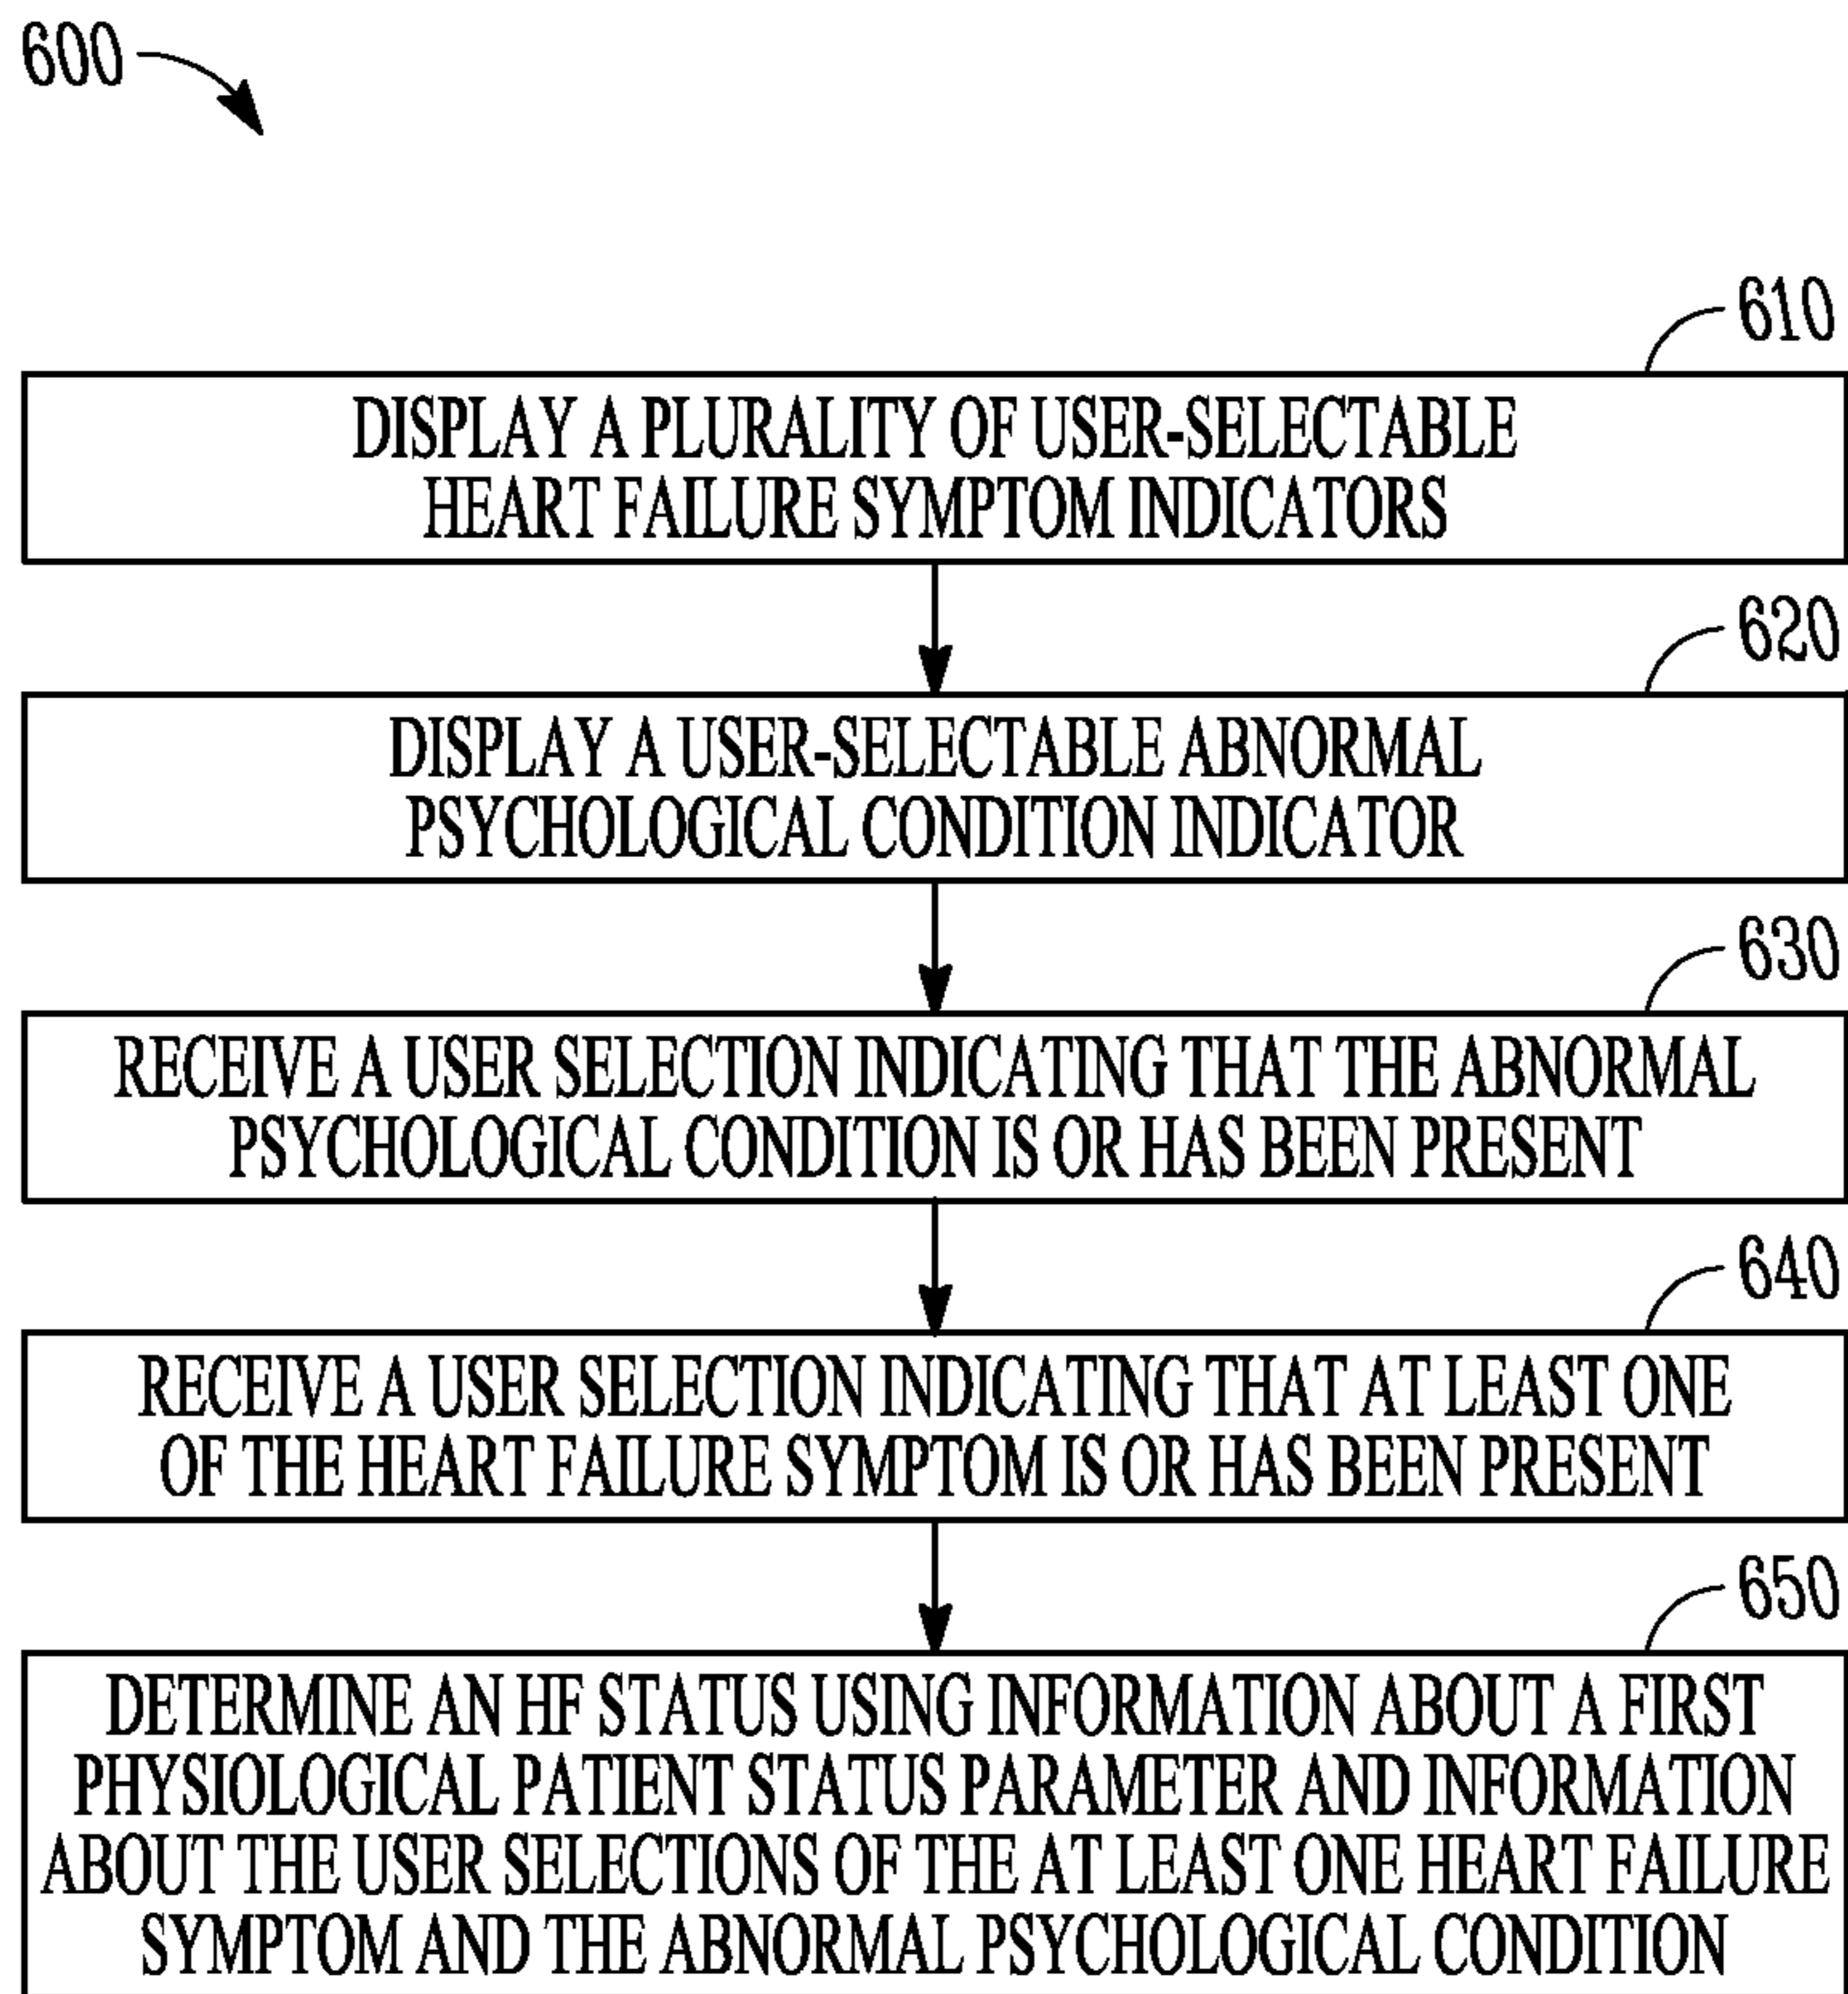 600
610
DISPLAY A PLURALITY OF USER-SELECTABLE
HEART FAILURE SYMPTOM INDICATORS
620
DISPLAY A USER-SELECTABLE ABNORMAL
PSYCHOLOGICAL CONDITION INDICATOR
630
RECEIVE A USER SELECTION INDICATING THAT THE ABNORMAL
PSYCHOLOGICAL CONDITION IS OR HAS BEEN PRESENT
640
RECEIVE A USER SELECTION INDICATING THAT AT LEAST ONE
OF THE HEART FAILURE SYMPTOM IS OR HAS BEEN PRESENT
650
DETERMINE AN HF STATUS USING INFORMATION ABOUT A FIRST
PHYSIOLOGICAL PATIENT STATUS PARAMETER AND INFORMATION
ABOUT THE USER SELECTIONS OF THE AT LEAST ONE HEART FAILURE
SYMPTOM AND THE ABNORMAL PSYCHOLOGICAL CONDITION